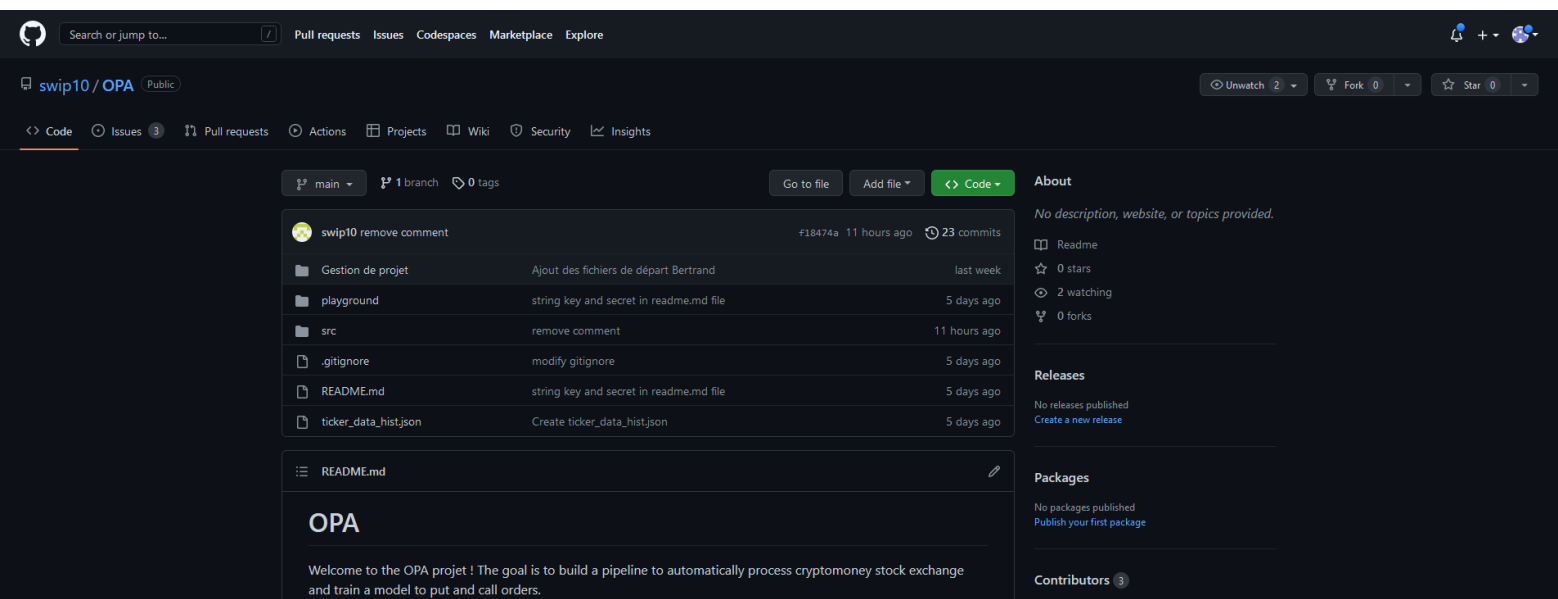 Search or jump to... / Pull requests Issues Codespaces Marketplace Explore
swip10 / OPA Public Unwatch 2 Fork 0 Star 0
Code Issues 3 Pull requests Actions Projects Wiki Security Insights
main 1 branch 0 tags Go to file Add file Code
swip10 remove comment f18474a 11 hours ago 23 commits
Gestion de projet Ajout des fichiers de départ Bertrand last week
playground string key and secret in readme.md file 5 days ago
src remove comment 11 hours ago
.gitignore modify gitignore 5 days ago
README.md string key and secret in readme.md file 5 days ago
ticker_data_hist.json Create ticker_data_hist.json 5 days ago
README.md
OPA
Welcome to the OPA projet ! The goal is to build a pipeline to automatically process cryptomoney stock exchange
and train a model to put and call orders.
About
No description, website, or topics provided.
Readme
0 stars
2 watching
0 forks
Releases
No releases published
Create a new release
Packages
No packages published
Publish your first package
Contributors 3